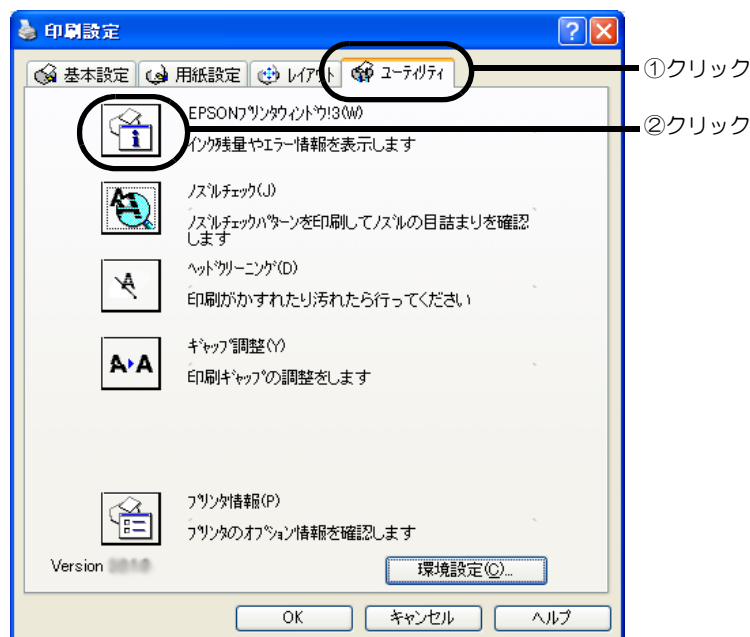 印刷設定
基本設定 用紙設定 レイアウト ユーティリティ
①クリック
EPSONプリンタウィンドウ!3(W)
インク残量やエラー情報を表示します
②クリック
ノズルチェック(J)
ノズルチェックパターンを印刷してノズルの目詰まりを確認
します
ヘッドクリーニング(D)
印刷がかすれたり汚れたら行ってください
ギャップ調整(Y)
印刷ギャップの調整をします
プリンタ情報(P)
プリンタのオプション情報を確認します
Version
環境設定(C)...
OK キャンセル ヘルプ